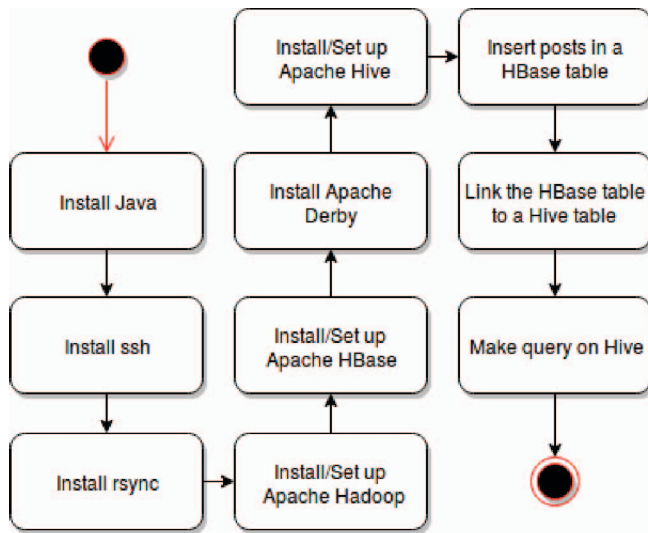 Install Java
Install ssh
Install rsync
Install/Set up
Apache Hadoop
Install/Set up
Apache HBase
Install Apache
Derby
Install/Set up
Apache Hive
Insert posts in a
HBase table
Link the HBase table
to a Hive table
Make query on Hive